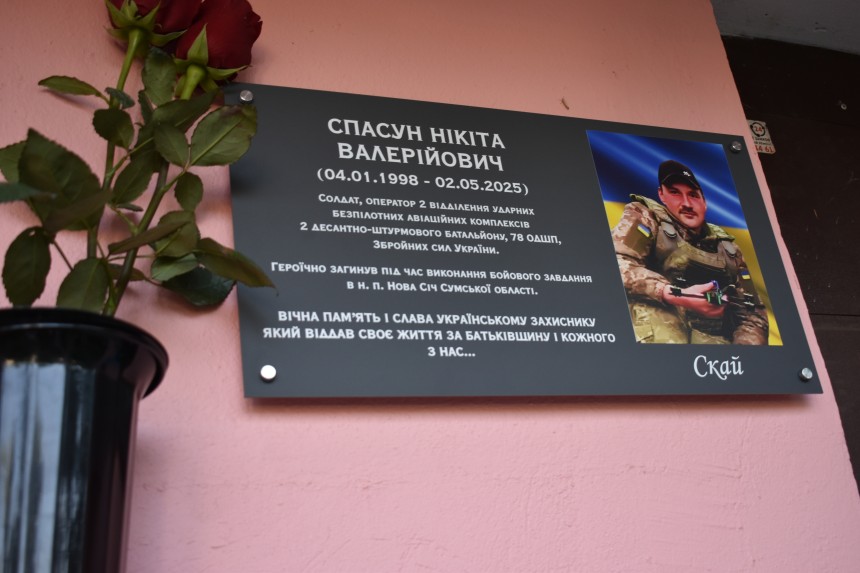 СПАСУН НІКІТА
ВАЛЕРІЙОВИЧ
(04.01.1998 - 02.05.2025)
Солдат, оператор 2 відділення ударних
безпілотних авіаційних комплексів
2 десантно-штурмового батальйону, 78 ОДШП,
Збройних сил України.
Героїчно загинув під час виконання бойового завдання
в н. п. Нова Січ Сумської області.
ВІЧНА ПАМ'ЯТЬ І СЛАВА УКРАЇНСЬКОМУ ЗАХИСНИКУ
ЯКИЙ ВІДДАВ СВОЄ ЖИТТЯ ЗА БАТЬКІВЩИНУ І КОЖНОГО
З НАС...
Скай